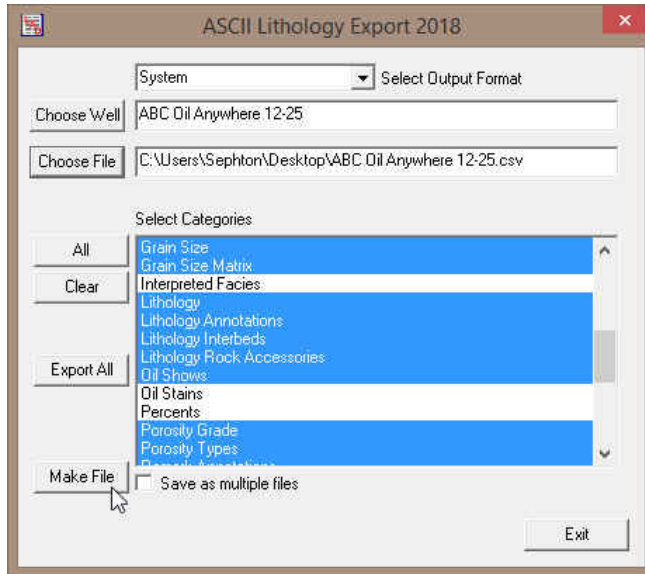 ASCII Lithology Export 2018
System
Select Output Format
Choose Well
ABC Oil Anywhere 12-25
Choose File
C:\Users\Sephton\Desktop\ABC Oil Anywhere 12-25.csv
Select Categories
All
Clear
Export All
Make File
Grain Size
Grain Size Matrix
Interpreted Facies
Lithology
Lithology Annotations
Lithology Interbeds
Lithology Rock Accessories
Oil Shows
Oil Stains
Percents
Porosity Grade
Porosity Types
Remark Annotations
Save as multiple files
Exit